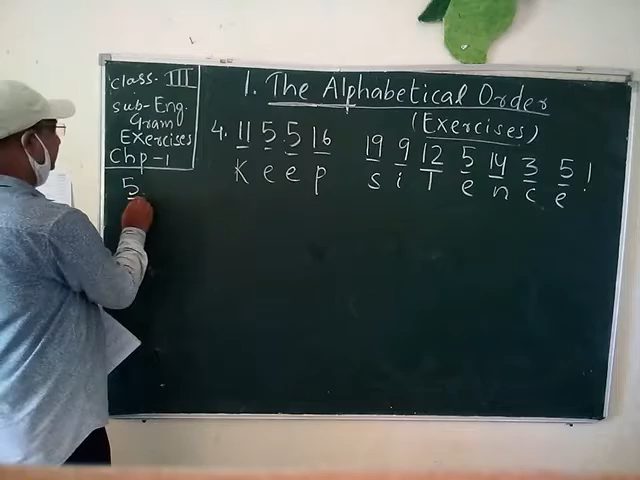 Class. III
Sub-Eng.
Gram
Exercises
Chp-1
1. The Alphabetical Order
(Exercises)
4. 11 5 5 16 19 9 12 5 14 3 5 !
K e e p s i T e n c e
5